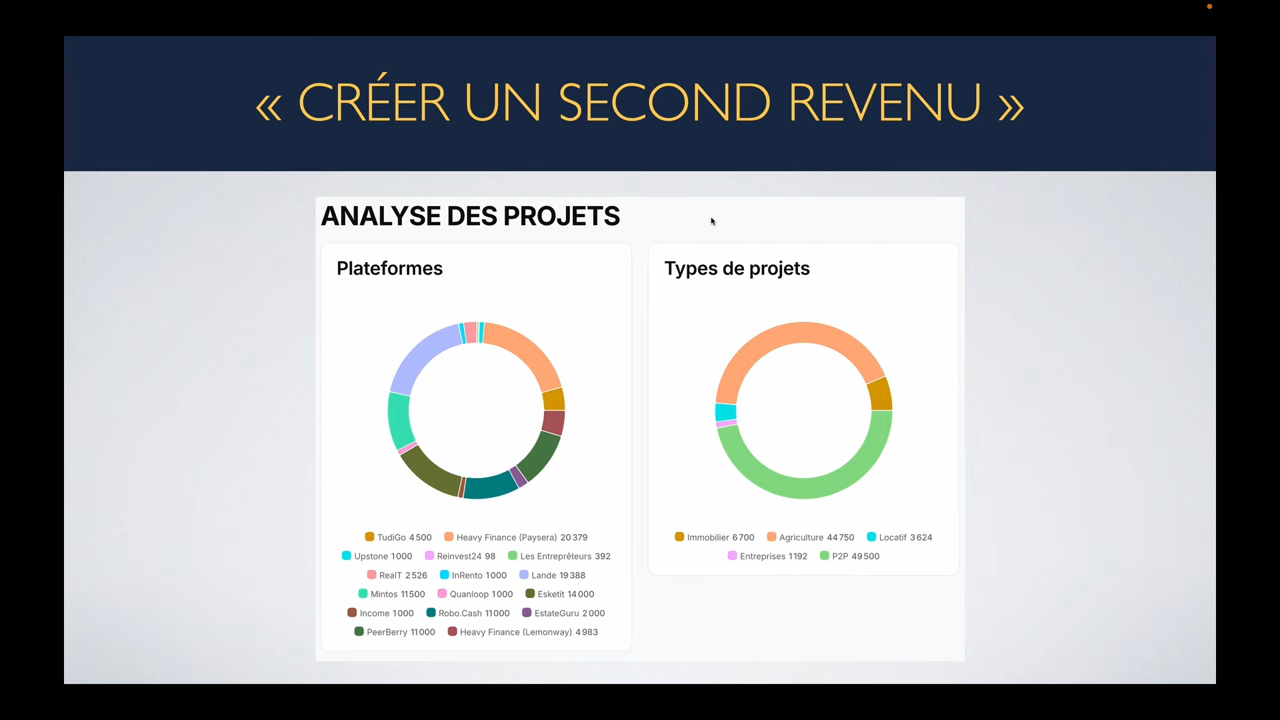 « CRÉER UN SECOND REVENU »
ANALYSE DES PROJETS
Plateformes
TudiGo 4 500 Heavy Finance (Paysera) 20 379
Upstone 1 000 Reinvest24 98 Les Entreprêteurs 392
RealT 2 526 InRento 1 000 Lande 19 388
Mintos 11 500 Quanloop 1 000 Esketit 14 000
Income 1 000 Robo.Cash 11 000 EstateGuru 2 000
PeerBerry 11 000 Heavy Finance (Lemonway) 4 983
Types de projets
Immobilier 6 700 Agriculture 44 750 Locatif 3 624
Entreprises 1 192 P2P 49 500